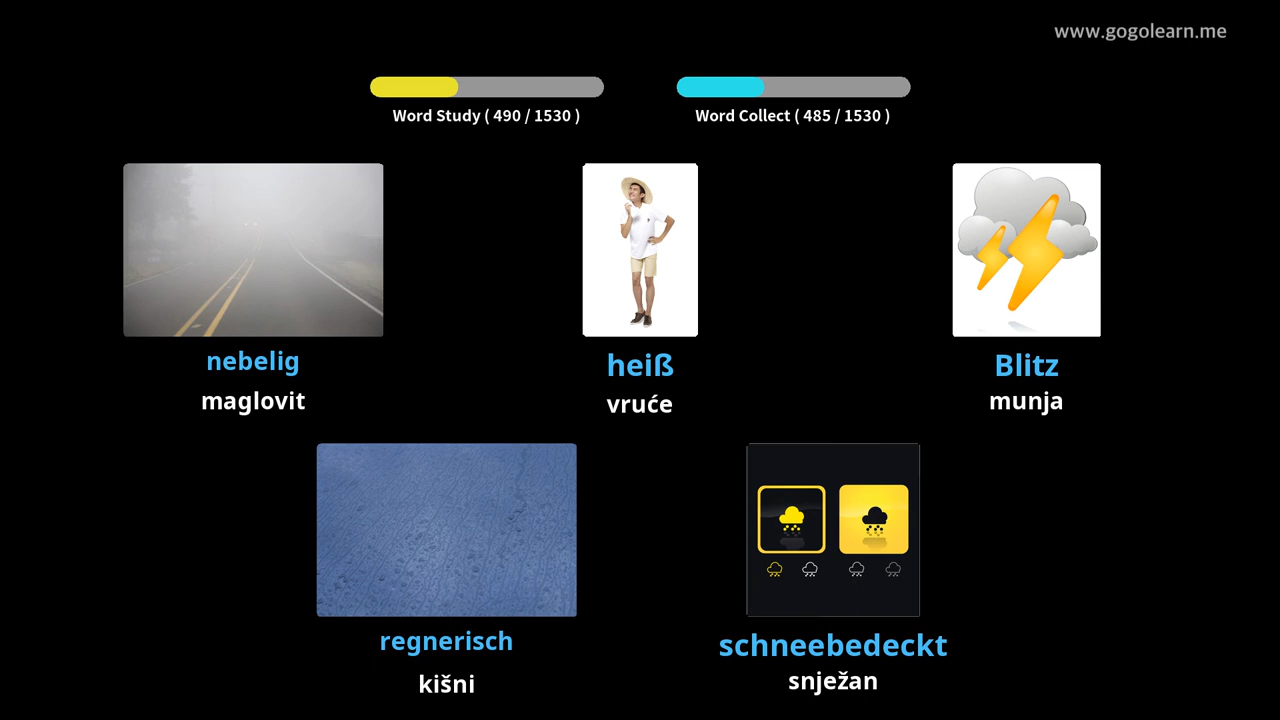 www.gogolearn.me
Word Study ( 490 / 1530 )
Word Collect ( 485 / 1530 )
nebelig
maglovit
heiß
vruće
Blitz
munja
regnerisch
kišni
schneebedeckt
snježan